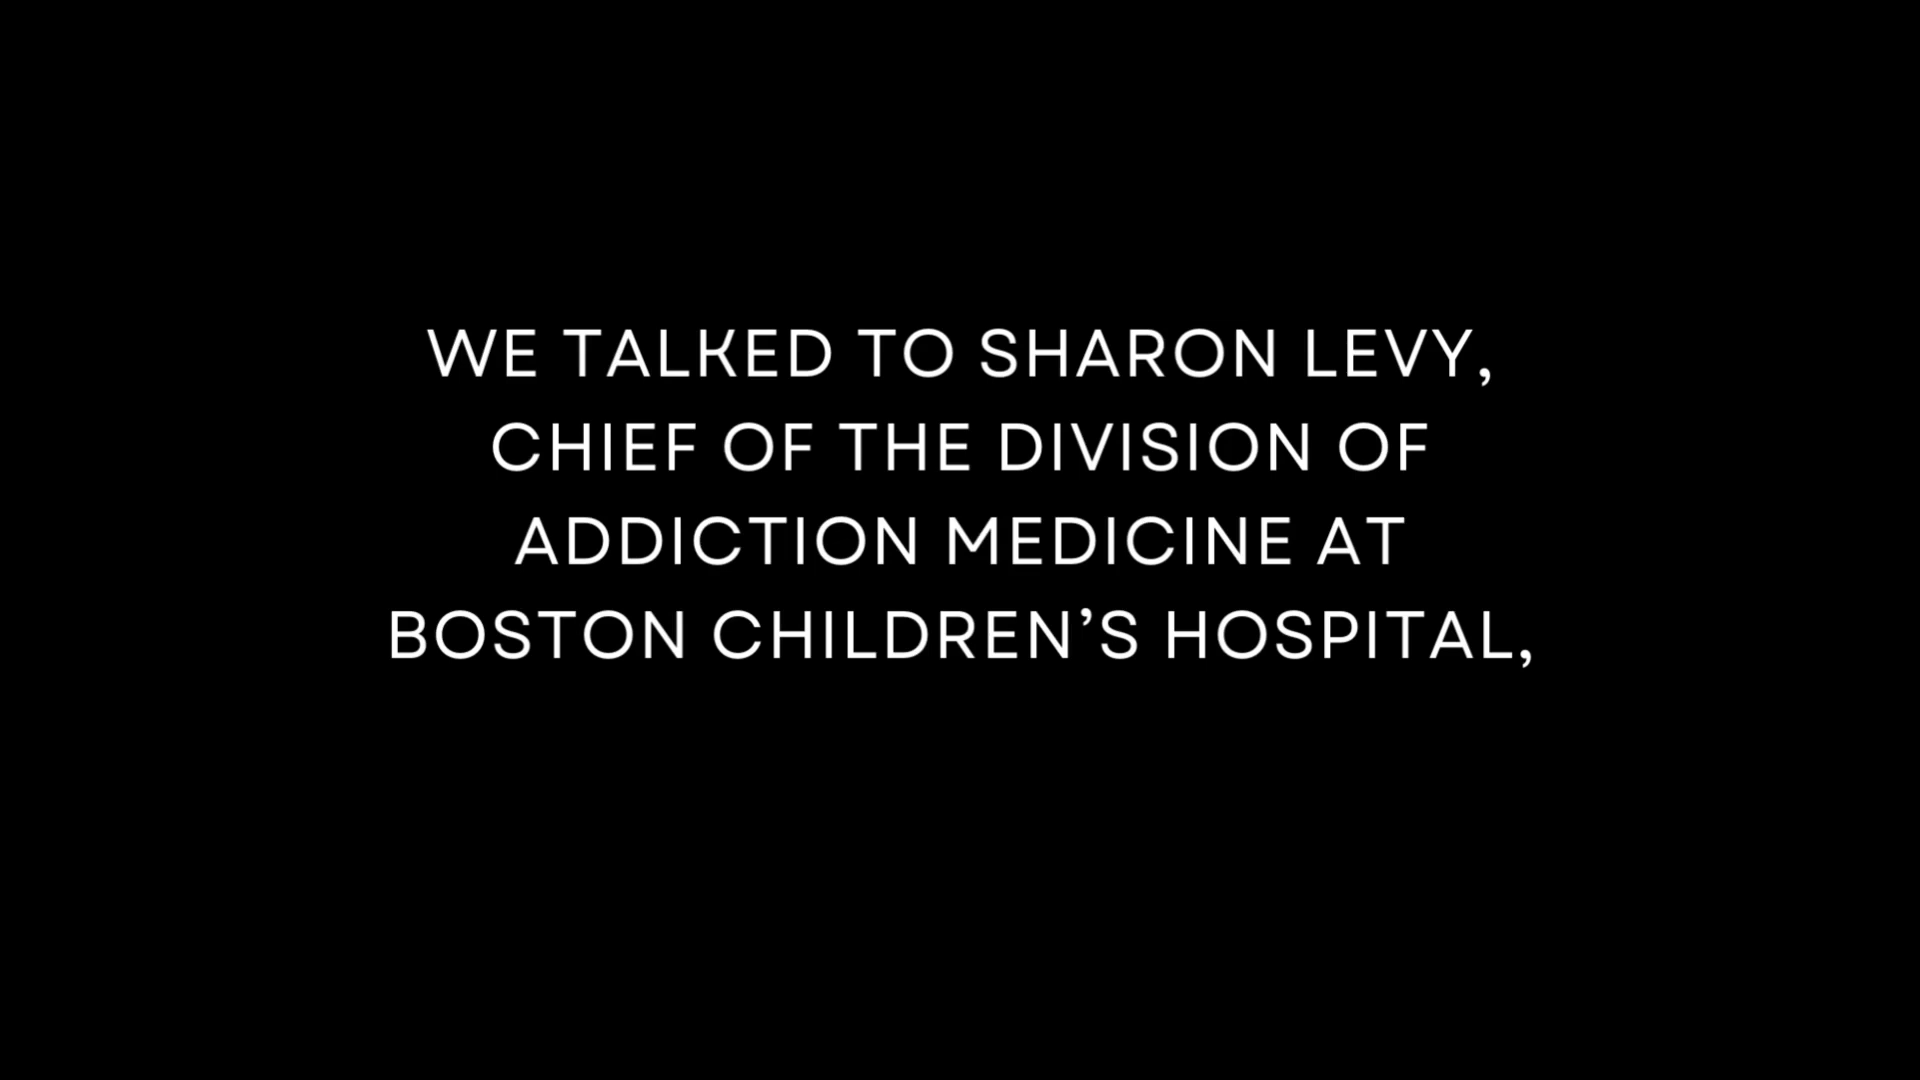 WE TALKED TO SHARON LEVY,
CHIEF OF THE DIVISION OF
ADDICTION MEDICINE AT
BOSTON CHILDREN’S HOSPITAL,